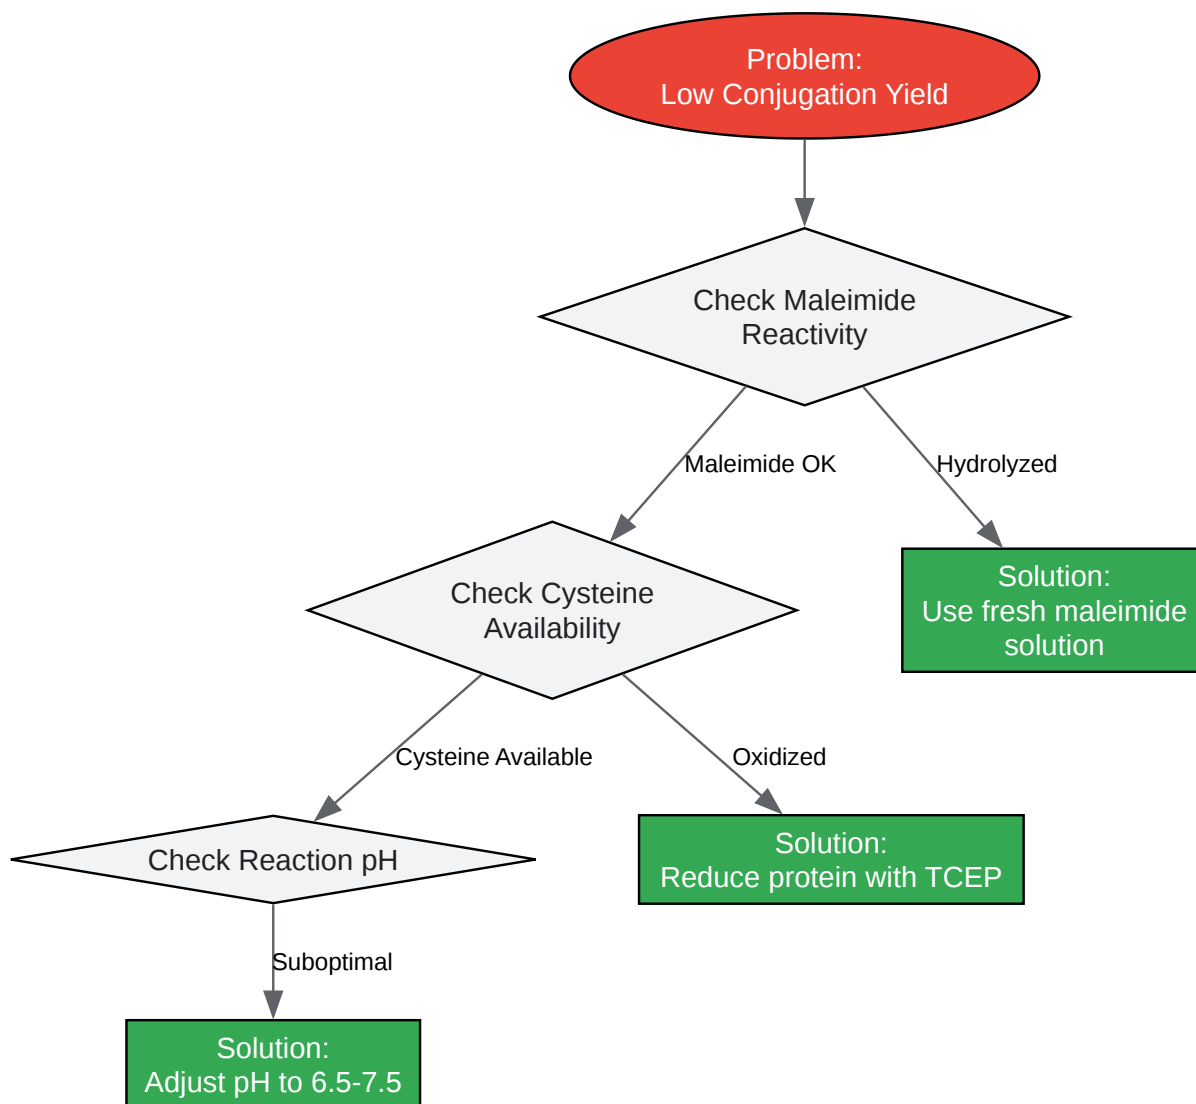 Problem:
Low Conjugation Yield
Check Maleimide
Reactivity
Maleimide OK
Hydrolyzed
Check Cysteine
Availability
Solution:
Use fresh maleimide
solution
Cysteine Available
Oxidized
Check Reaction pH
Solution:
Reduce protein with TCEP
Suboptimal
Solution:
Adjust pH to 6.5-7.5